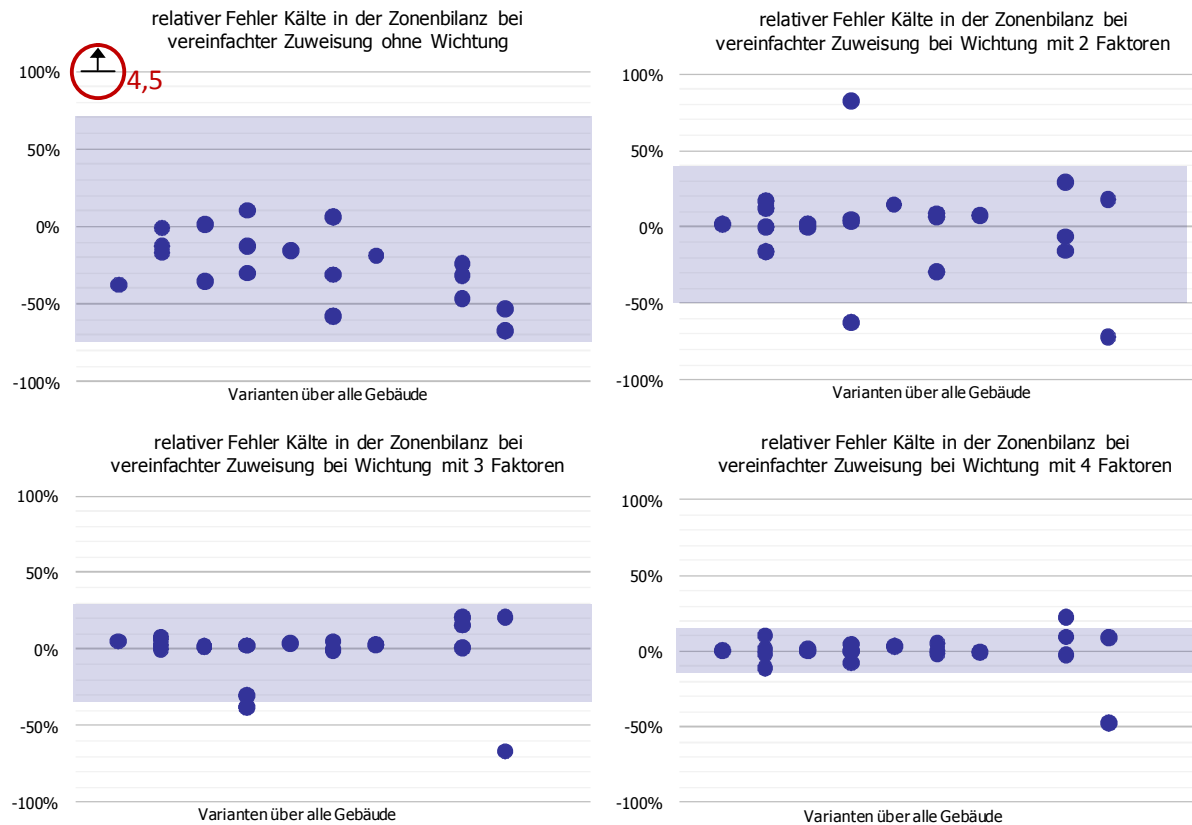 relativer Fehler Kälte in der Zonenbilanz bei
vereinfachter Zuweisung ohne Wichtung
100%
4,5
50%
0%
-50%
-100%
Varianten über alle Gebäude
relativer Fehler Kälte in der Zonenbilanz bei
vereinfachter Zuweisung bei Wichtung mit 2 Faktoren
100%
50%
0%
-50%
-100%
Varianten über alle Gebäude
relativer Fehler Kälte in der Zonenbilanz bei
vereinfachter Zuweisung bei Wichtung mit 3 Faktoren
100%
50%
0%
-50%
-100%
Varianten über alle Gebäude
relativer Fehler Kälte in der Zonenbilanz bei
vereinfachter Zuweisung bei Wichtung mit 4 Faktoren
100%
50%
0%
-50%
-100%
Varianten über alle Gebäude